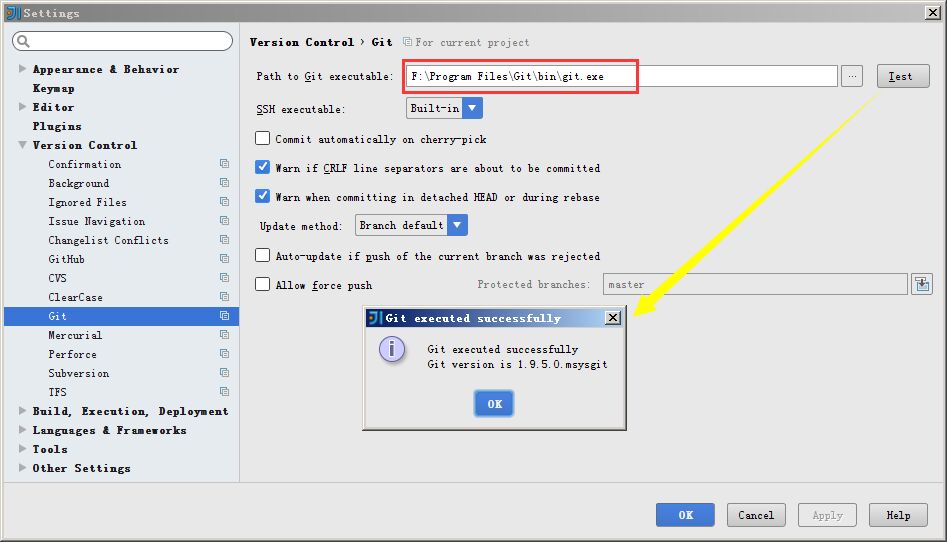 Settings
Version Control › Git For current project
Appearance & Behavior
Keymap
Editor
Plugins
Version Control
Confirmation
Background
Ignored Files
Issue Navigation
Changelist Conflicts
GitHub
CVS
ClearCase
Git
Mercurial
Perforce
Subversion
TFS
Build, Execution, Deployment
Languages & Frameworks
Tools
Other Settings
Path to Git executable: F:\Program Files\Git\bin\git.exe ... Test
SSH executable: Built-in
Commit automatically on cherry-pick
Warn if CRLF line separators are about to be committed
Warn when committing in detached HEAD or during rebase
Update method: Branch default
Auto-update if push of the current branch was rejected
Allow force push Protected branches: master
Git executed successfully
Git executed successfully
Git version is 1.9.5.0.msysgit
OK
OK Cancel Apply Help